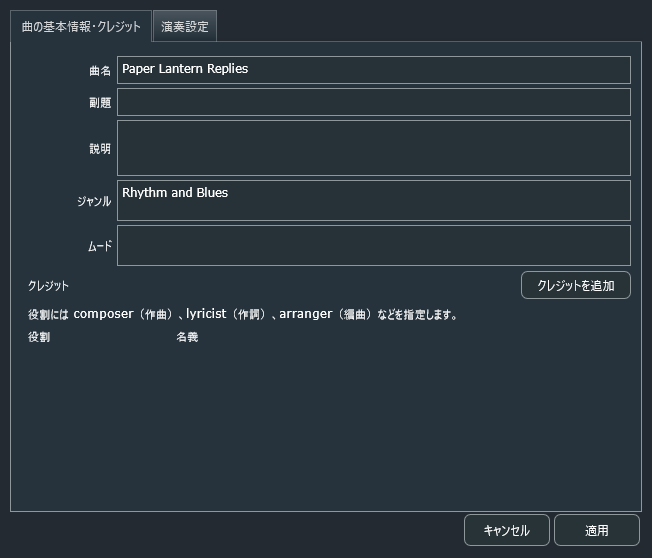 曲の基本情報・クレジット
演奏設定
曲名
Paper Lantern Replies
副題
説明
ジャンル
Rhythm and Blues
ムード
クレジット
クレジットを追加
役割には composer（作曲）、lyricist（作詞）、arranger（編曲）などを指定します。
役割
名義
キャンセル
適用